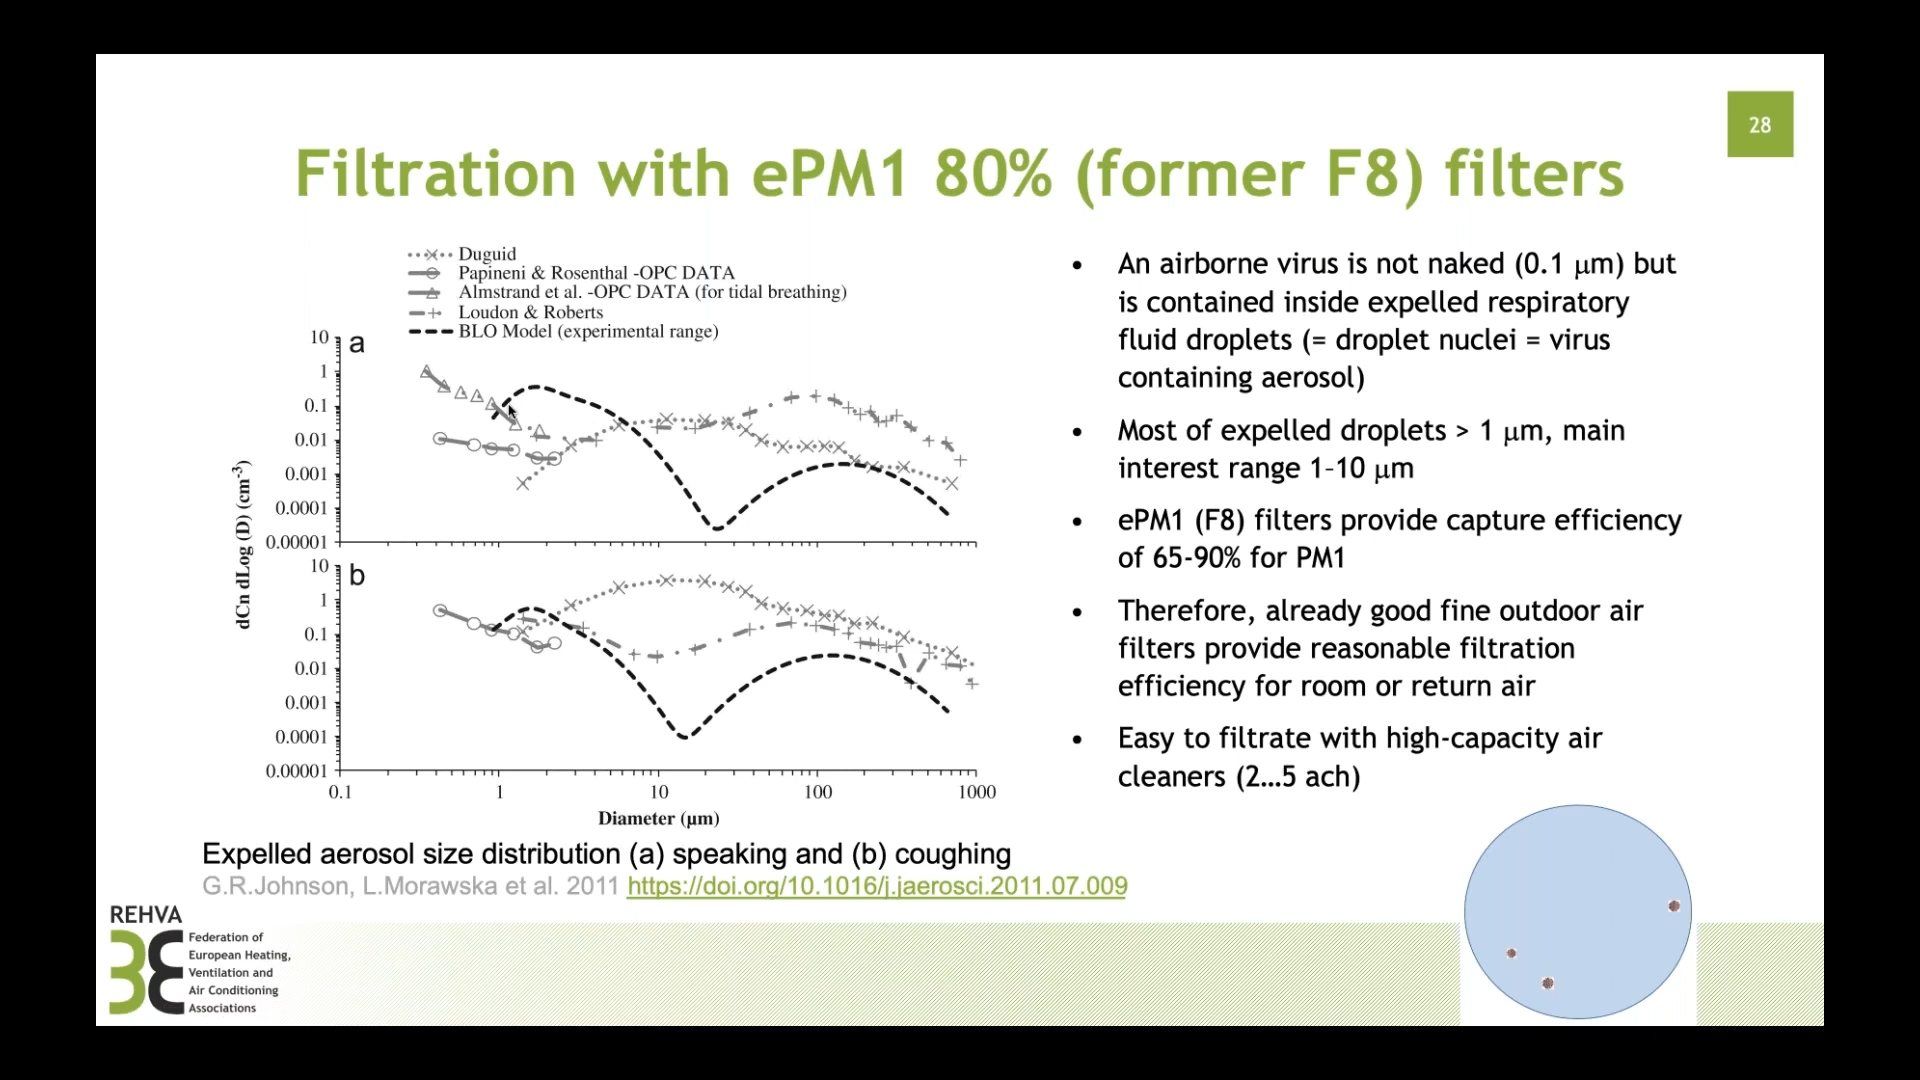 28
Filtration with ePM1 80% (former F8) filters
Duguid
Papineni & Rosenthal -OPC DATA
Almstrand et al. -OPC DATA (for tidal breathing)
Loudon & Roberts
BLO Model (experimental range)
a
10
1
0.1
0.01
0.001
0.0001
0.00001
dCn dLog (D) (cm-3)
b
10
1
0.1
0.01
0.001
0.0001
0.00001
0.1 1 10 100 1000
Diameter (µm)
Expelled aerosol size distribution (a) speaking and (b) coughing
G.R.Johnson, L.Morawska et al. 2011 https://doi.org/10.1016/j.jaerosci.2011.07.009
• An airborne virus is not naked (0.1 µm) but
is contained inside expelled respiratory
fluid droplets (= droplet nuclei = virus
containing aerosol)
• Most of expelled droplets > 1 µm, main
interest range 1–10 µm
• ePM1 (F8) filters provide capture efficiency
of 65-90% for PM1
• Therefore, already good fine outdoor air
filters provide reasonable filtration
efficiency for room or return air
• Easy to filtrate with high-capacity air
cleaners (2…5 ach)
REHVA
Federation of
European Heating,
Ventilation and
Air Conditioning
Associations